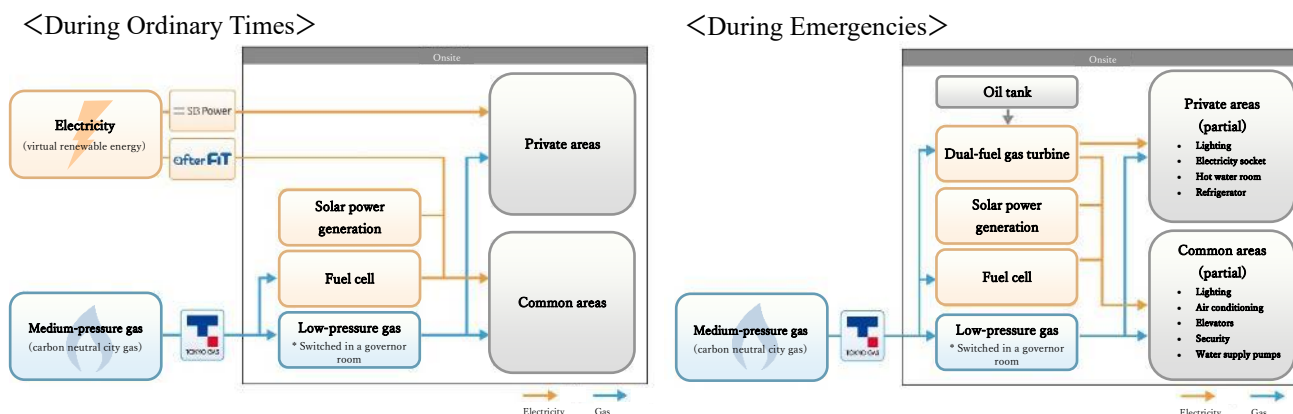 <During Ordinary Times>
Onsite
Electricity
(virtual renewable energy)
SB Power
afterFIT
Private areas
Solar power
generation
Fuel cell
Common areas
Medium-pressure gas
(carbon neutral city gas)
TOKYO GAS
Low-pressure gas
* Switched in a governor
room
Electricity
Gas
<During Emergencies>
Onsite
Oil tank
Dual-fuel gas turbine
Solar power
generation
Fuel cell
Medium-pressure gas
(carbon neutral city gas)
TOKYO GAS
Low-pressure gas
* Switched in a governor
room
Private areas
(partial)
• Lighting
• Electricity socket
• Hot water room
• Refrigerator
Common areas
(partial)
• Lighting
• Air conditioning
• Elevators
• Security
• Water supply pumps
Electricity
Gas